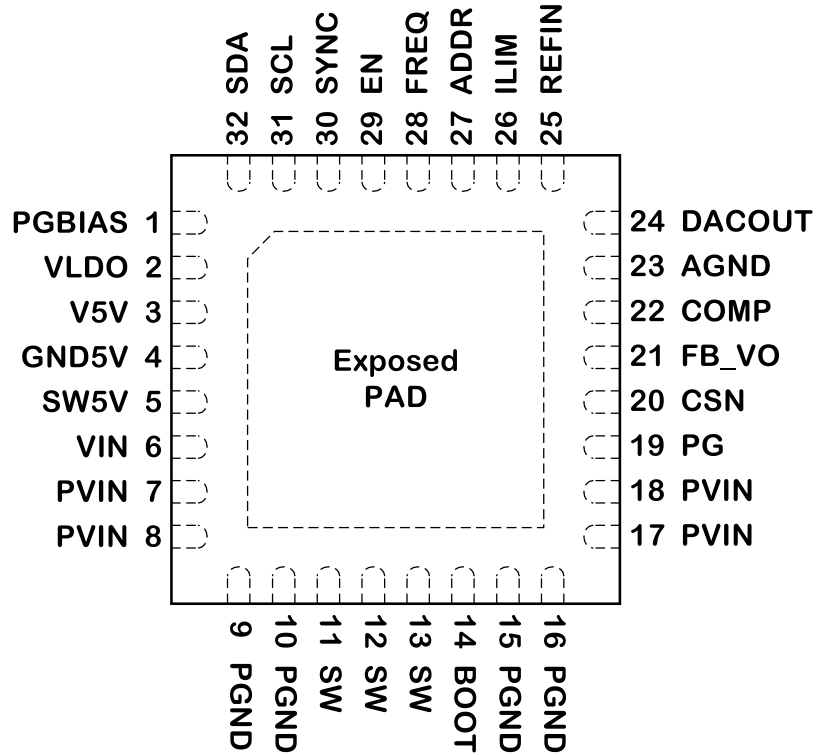 32 SDA
31 SCL
30 SYNC
29 EN
28 FREQ
27 ADDR
26 ILIM
25 REFIN
PGBIAS 1
VLDO 2
V5V 3
GND5V 4
SW5V 5
VIN 6
PVIN 7
PVIN 8
Exposed
PAD
24 DACOUT
23 AGND
22 COMP
21 FB_VO
20 CSN
19 PG
18 PVIN
17 PVIN
9 PGND
10 PGND
11 SW
12 SW
13 SW
14 BOOT
15 PGND
16 PGND